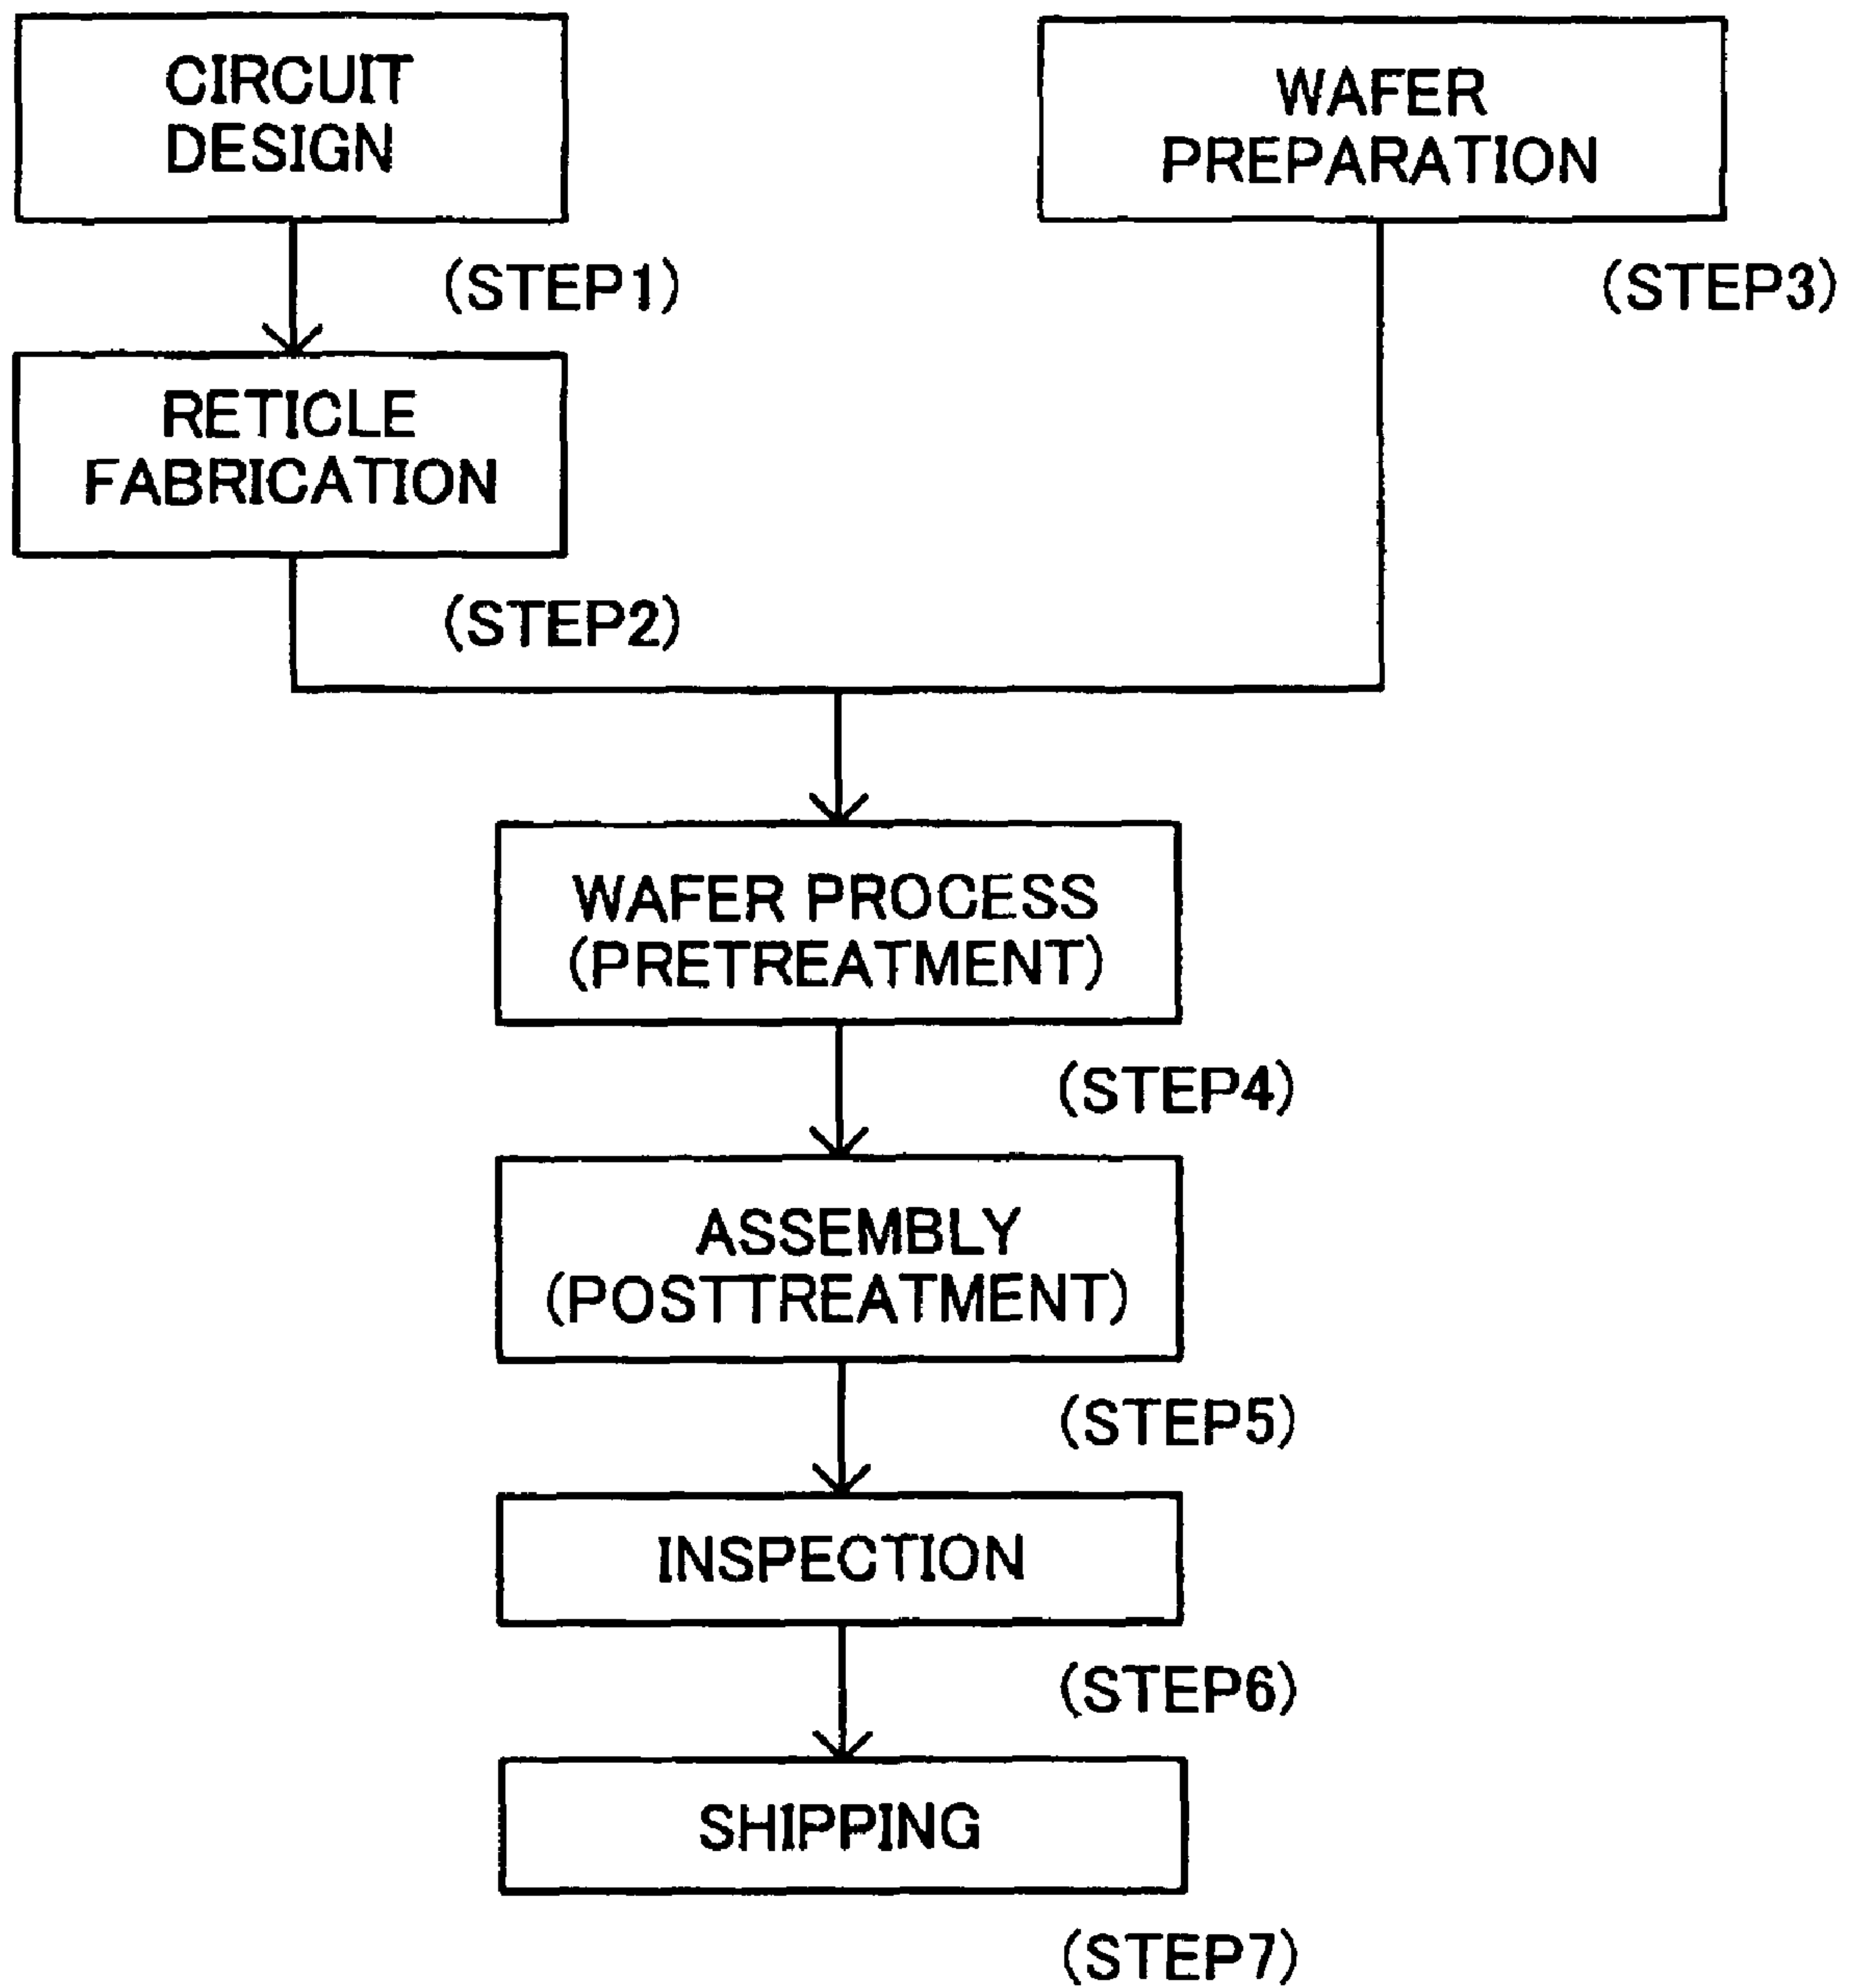 CIRCUIT
DESIGN
(STEP1)
RETICLE
FABRICATION
(STEP2)
WAFER
PREPARATION
(STEP3)
WAFER PROCESS
(PRETREATMENT)
(STEP4)
ASSEMBLY
(POSTTREATMENT)
(STEP5)
INSPECTION
(STEP6)
SHIPPING
(STEP7)